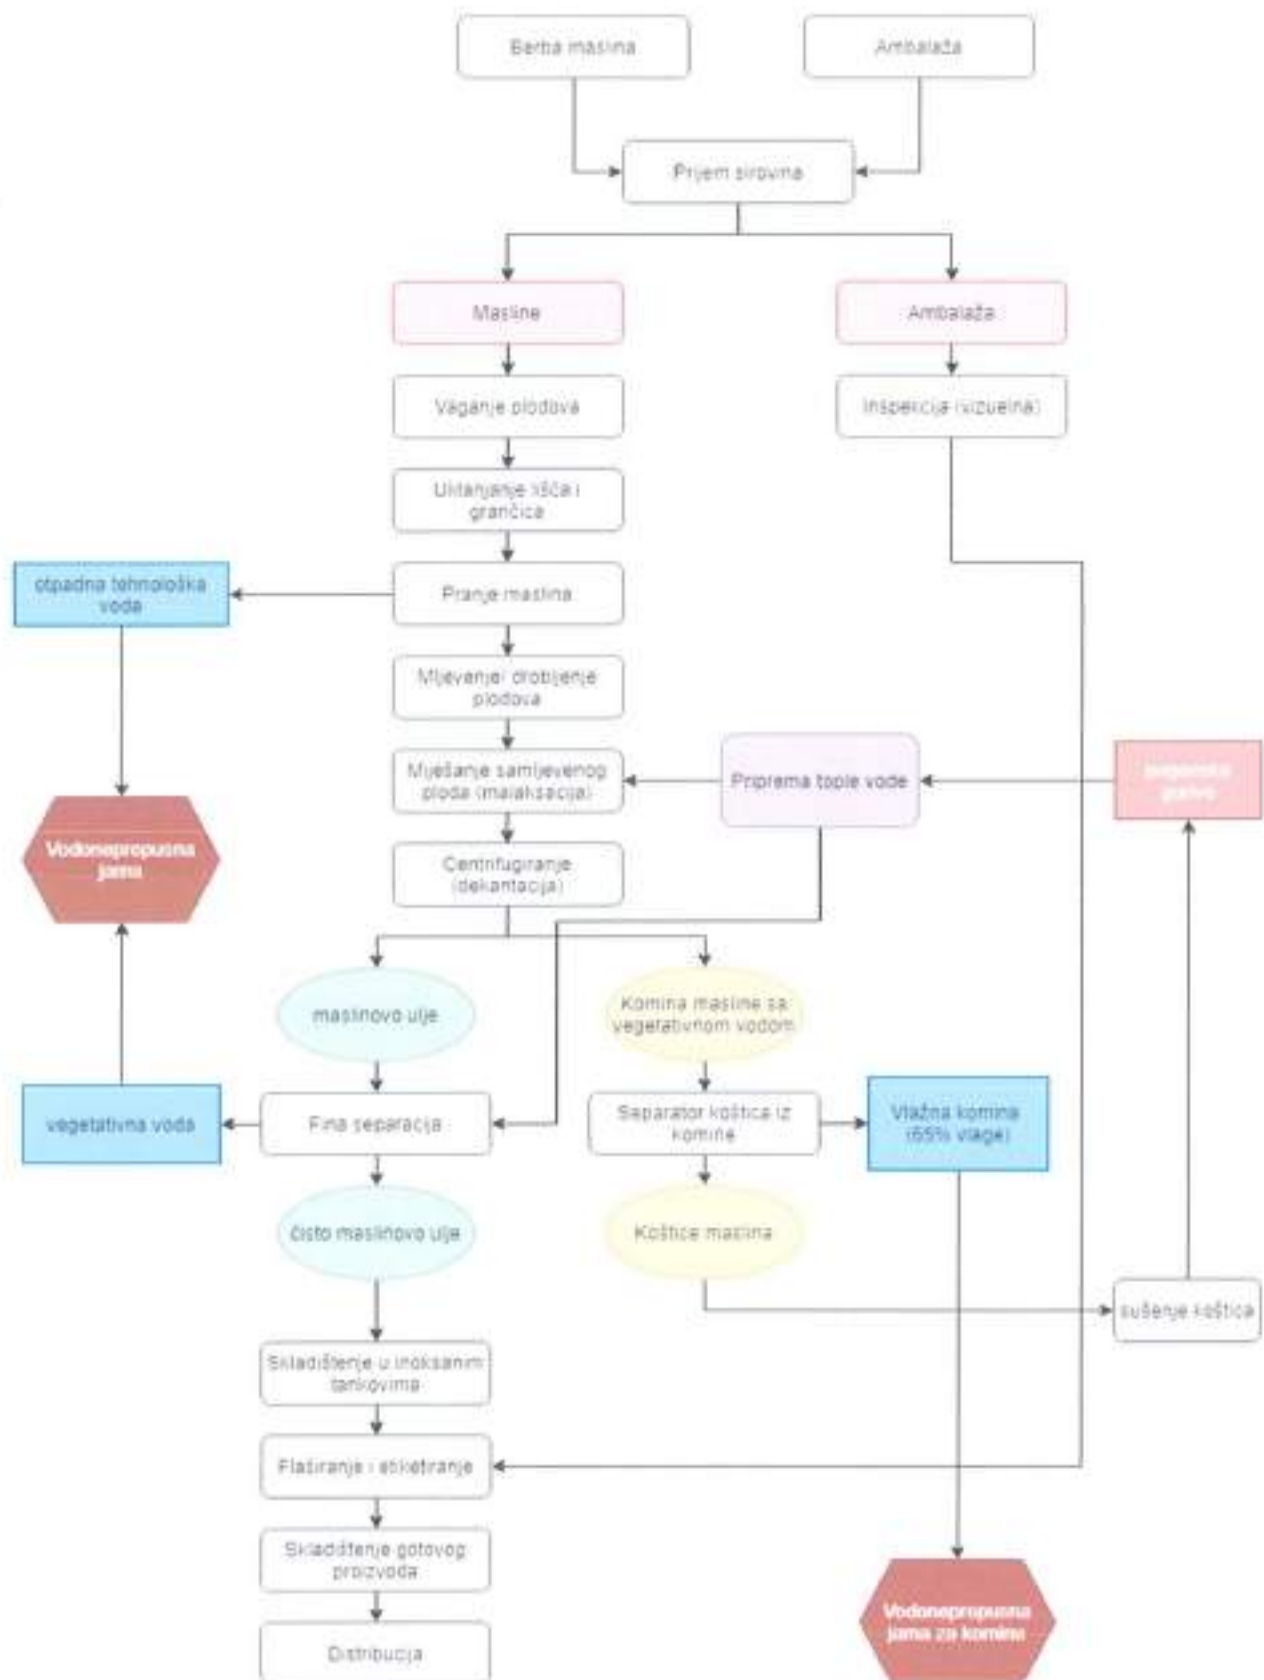 Berba maslina
Ambalaža
Prijem sirovina
Masline
Ambalaža
Vaganje plodova
Inspekcija (vizuelna)
Uklanjanje lišća i
grančica
otpadna tehnološka
voda
Pranje maslina
Mljevenje/ drobljenje
plodova
Miješanje samljevenog
ploda (malaksacija)
Priprema tople vode
pogonsko
gorivo
Vodonepropusna
jama
Centrifugiranje
(dekantacija)
maslinovo ulje
Komina masline sa
vegetativnom vodom
vegetativna voda
Fina separacija
Separator koštica iz
komine
Vlažna komina
(65% vlage)
čisto maslinovo ulje
Koštice maslina
sušenje koštica
Skladištenje u inoksanim
tankovima
Flaširanje i etiketiranje
Skladištenje gotovog
proizvoda
Distribucija
Vodonepropusna
jama za kominu